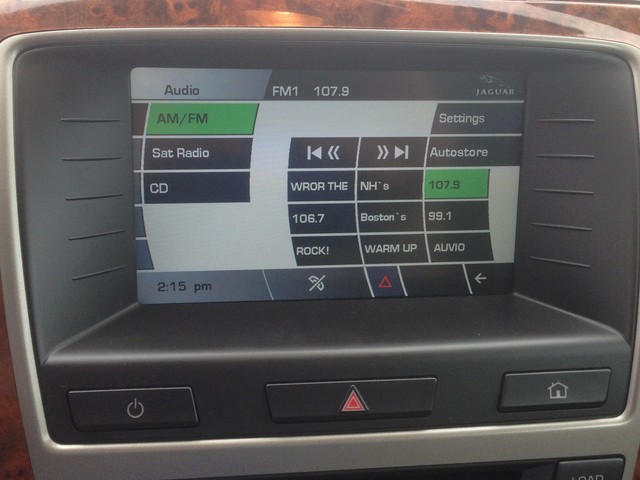 Audio
FM1 107.9
JAGUAR
AM/FM
Settings
Sat Radio
Autostore
CD
WROR THE
NH`s
107.9
106.7
Boston`s
99.1
ROCK!
WARM UP
AUVIO
2:15 pm
LOAD